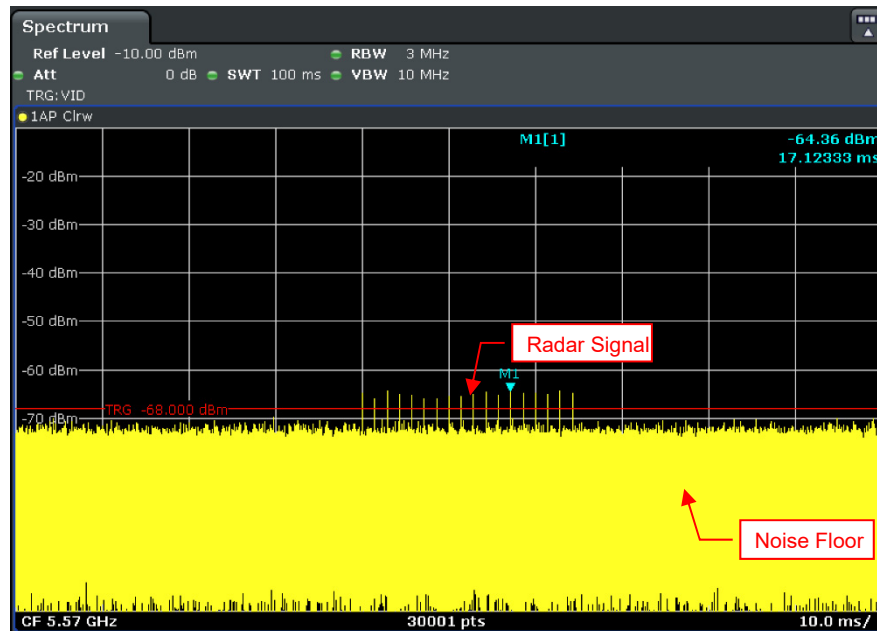 Spectrum
Ref Level -10.00 dBm RBW 3 MHz
Att 0 dB SWT 100 ms VBW 10 MHz
TRG:VID
1AP Clrw
M1[1] -64.36 dBm
17.12333 ms
-20 dBm
-30 dBm
-40 dBm
-50 dBm
Radar Signal
-60 dBm
M1
TRG -68.000 dBm
-70 dBm
Noise Floor
CF 5.57 GHz 30001 pts 10.0 ms/